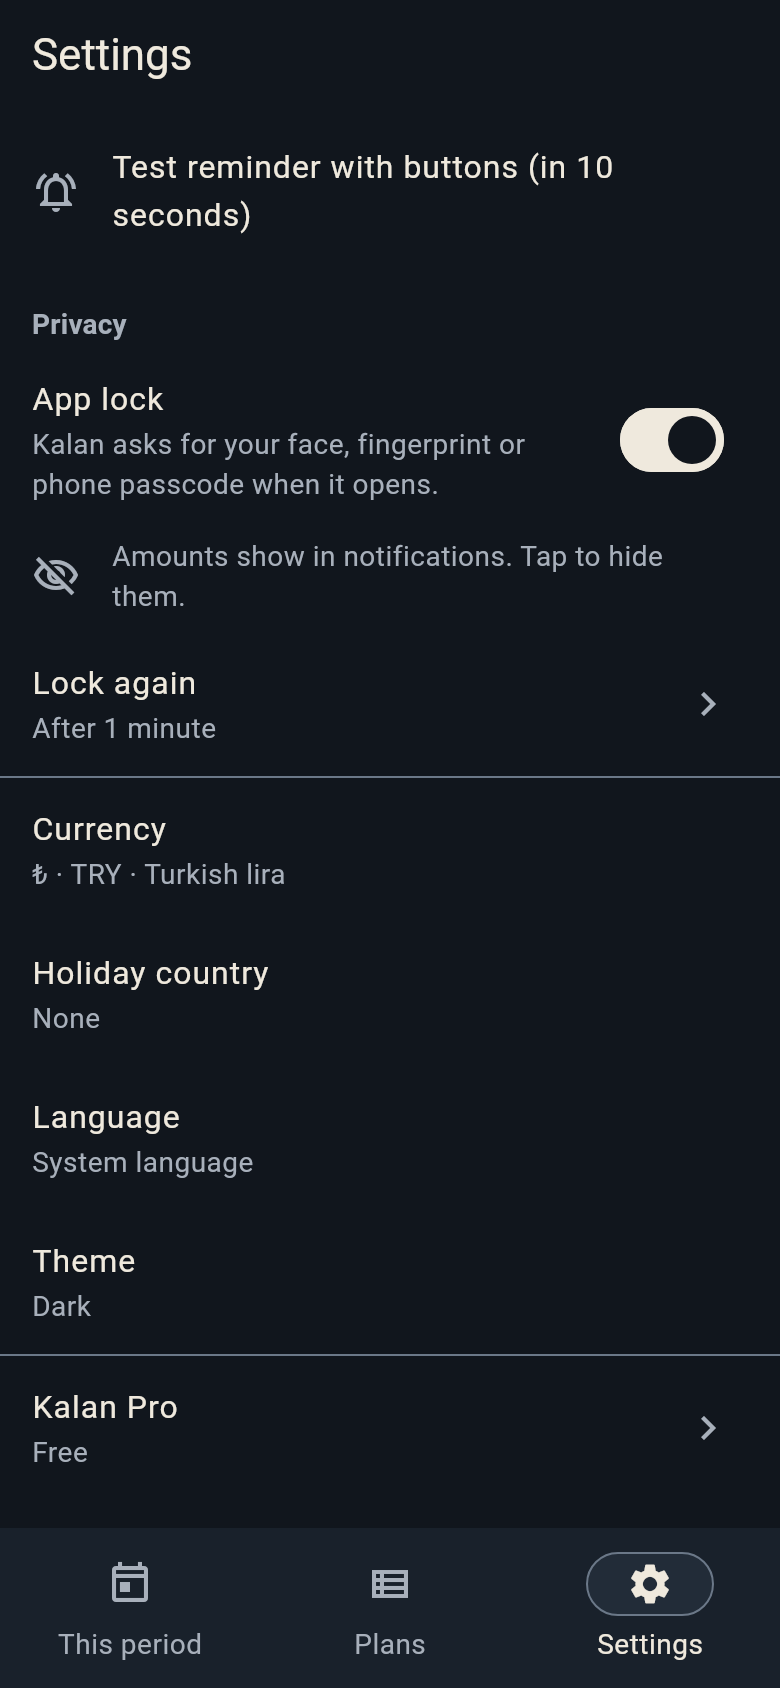 Settings
Test reminder with buttons (in 10
seconds)
Privacy
App lock
Kalan asks for your face, fingerprint or
phone passcode when it opens.
Amounts show in notifications. Tap to hide
them.
Lock again
After 1 minute
Currency
₺ · TRY · Turkish lira
Holiday country
None
Language
System language
Theme
Dark
Kalan Pro
Free
This period
Plans
Settings